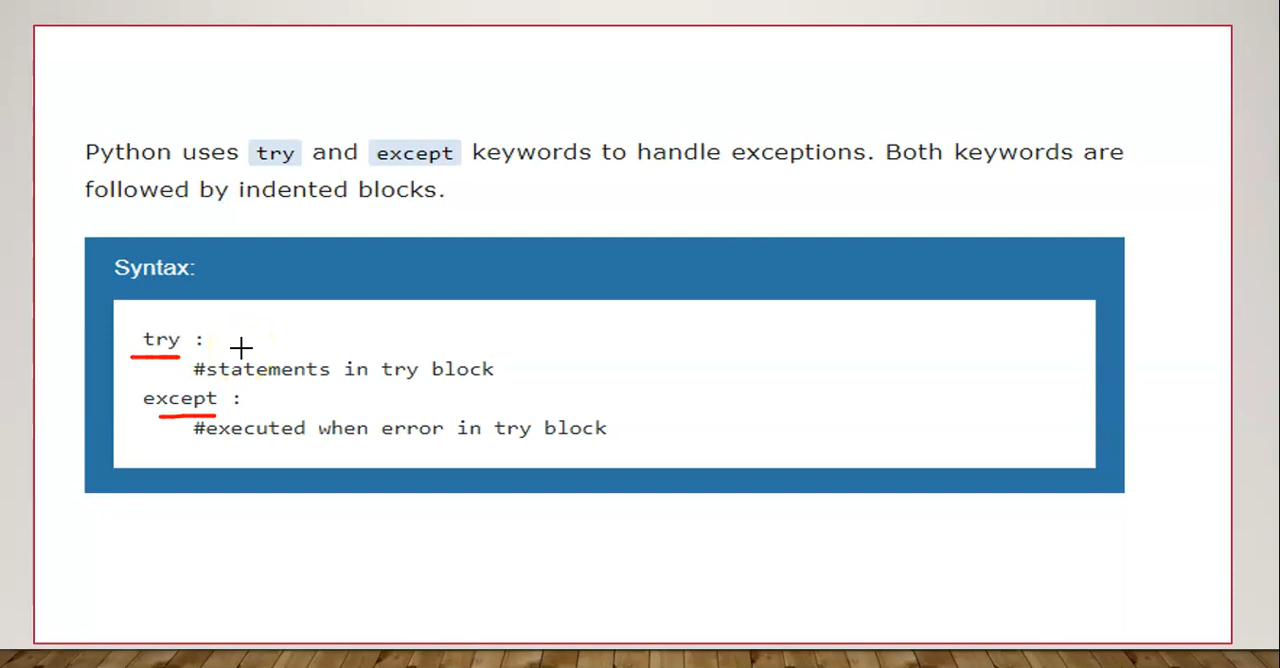 Python uses try and except keywords to handle exceptions. Both keywords are
followed by indented blocks.
Syntax:
try :
#statements in try block
except :
#executed when error in try block